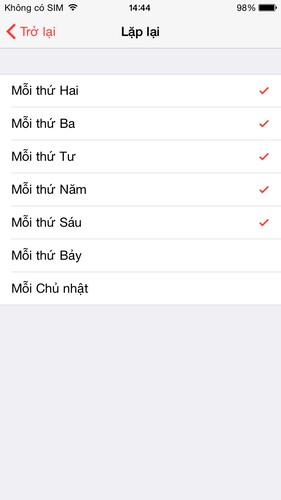 Không có SIM 14:44 98%
Trở lại Lặp lại
Mỗi thứ Hai
Mỗi thứ Ba
Mỗi thứ Tư
Mỗi thứ Năm
Mỗi thứ Sáu
Mỗi thứ Bảy
Mỗi Chủ nhật